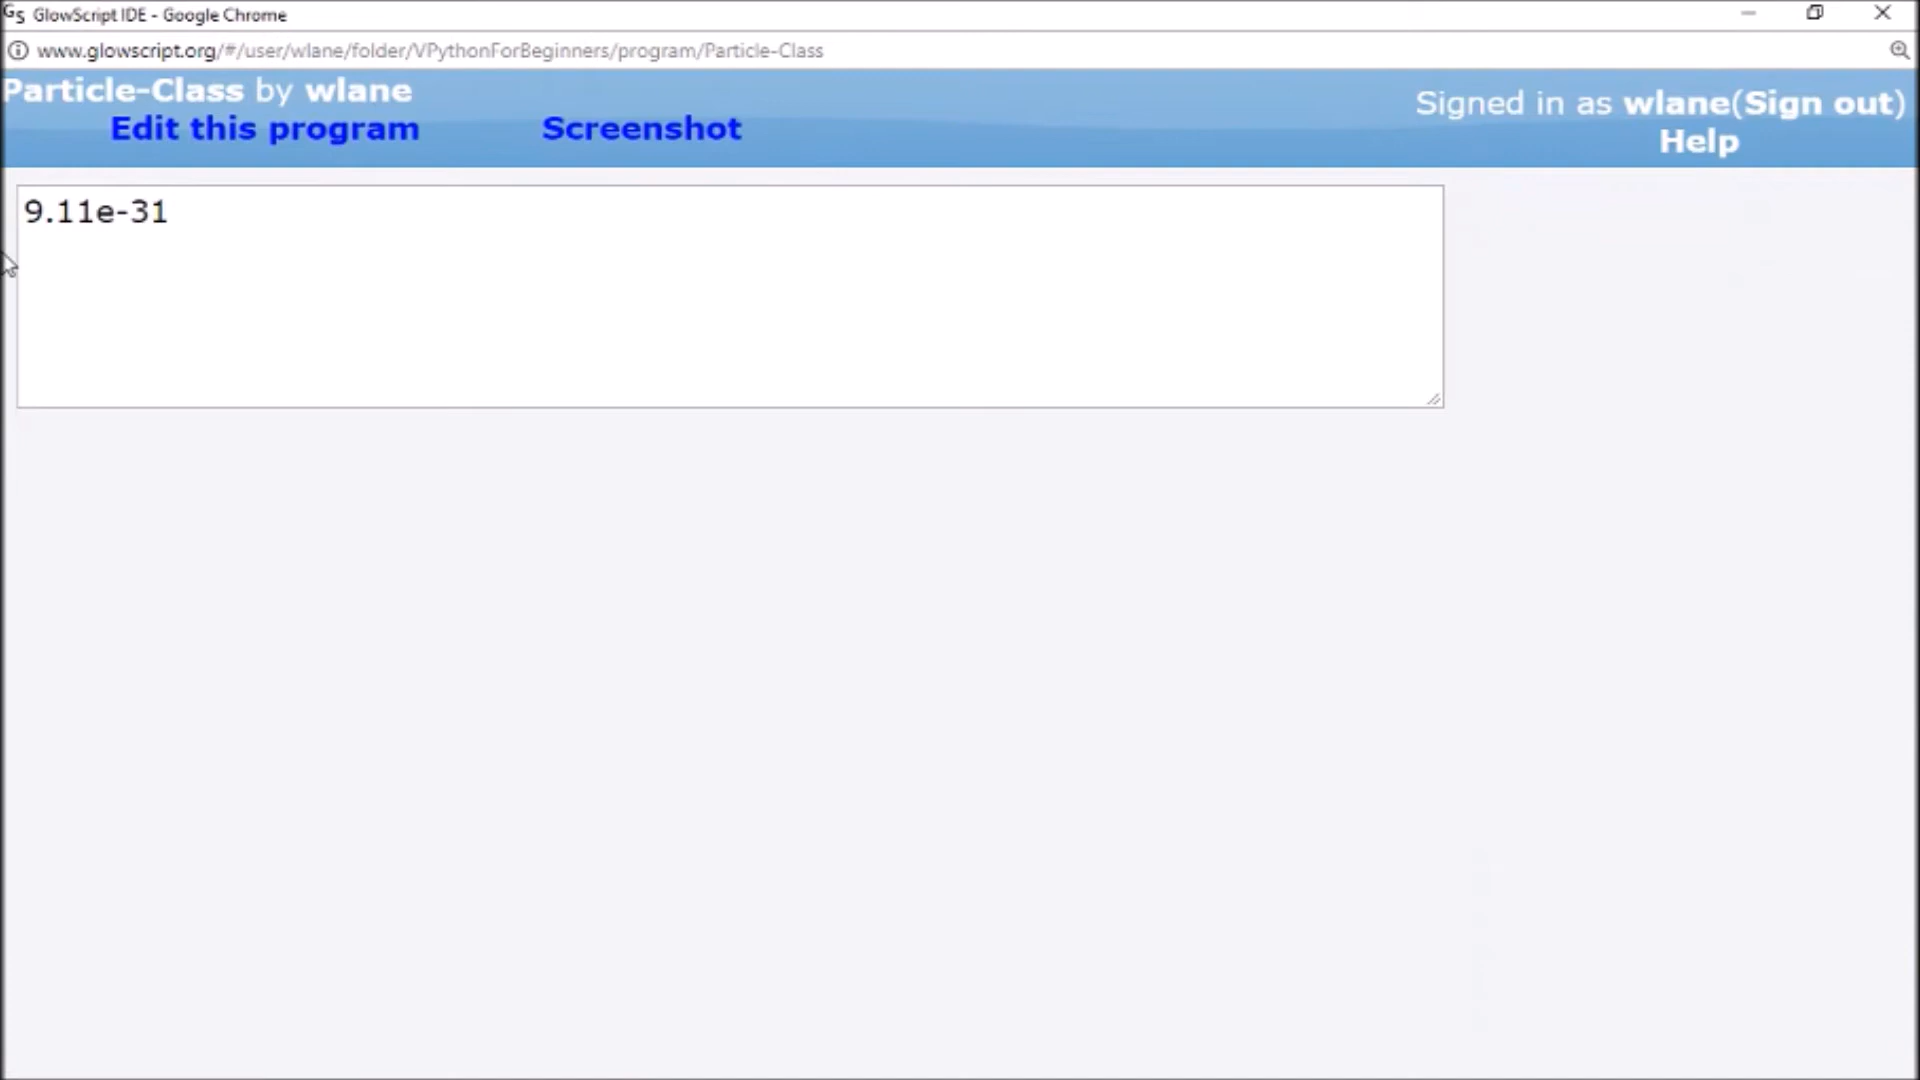 GS GlowScript IDE - Google Chrome
www.glowscript.org/#/user/wlane/folder/VPythonForBeginners/program/Particle-Class
Particle-Class by wlane
Signed in as wlane(Sign out)
Edit this program Screenshot
Help
9.11e-31